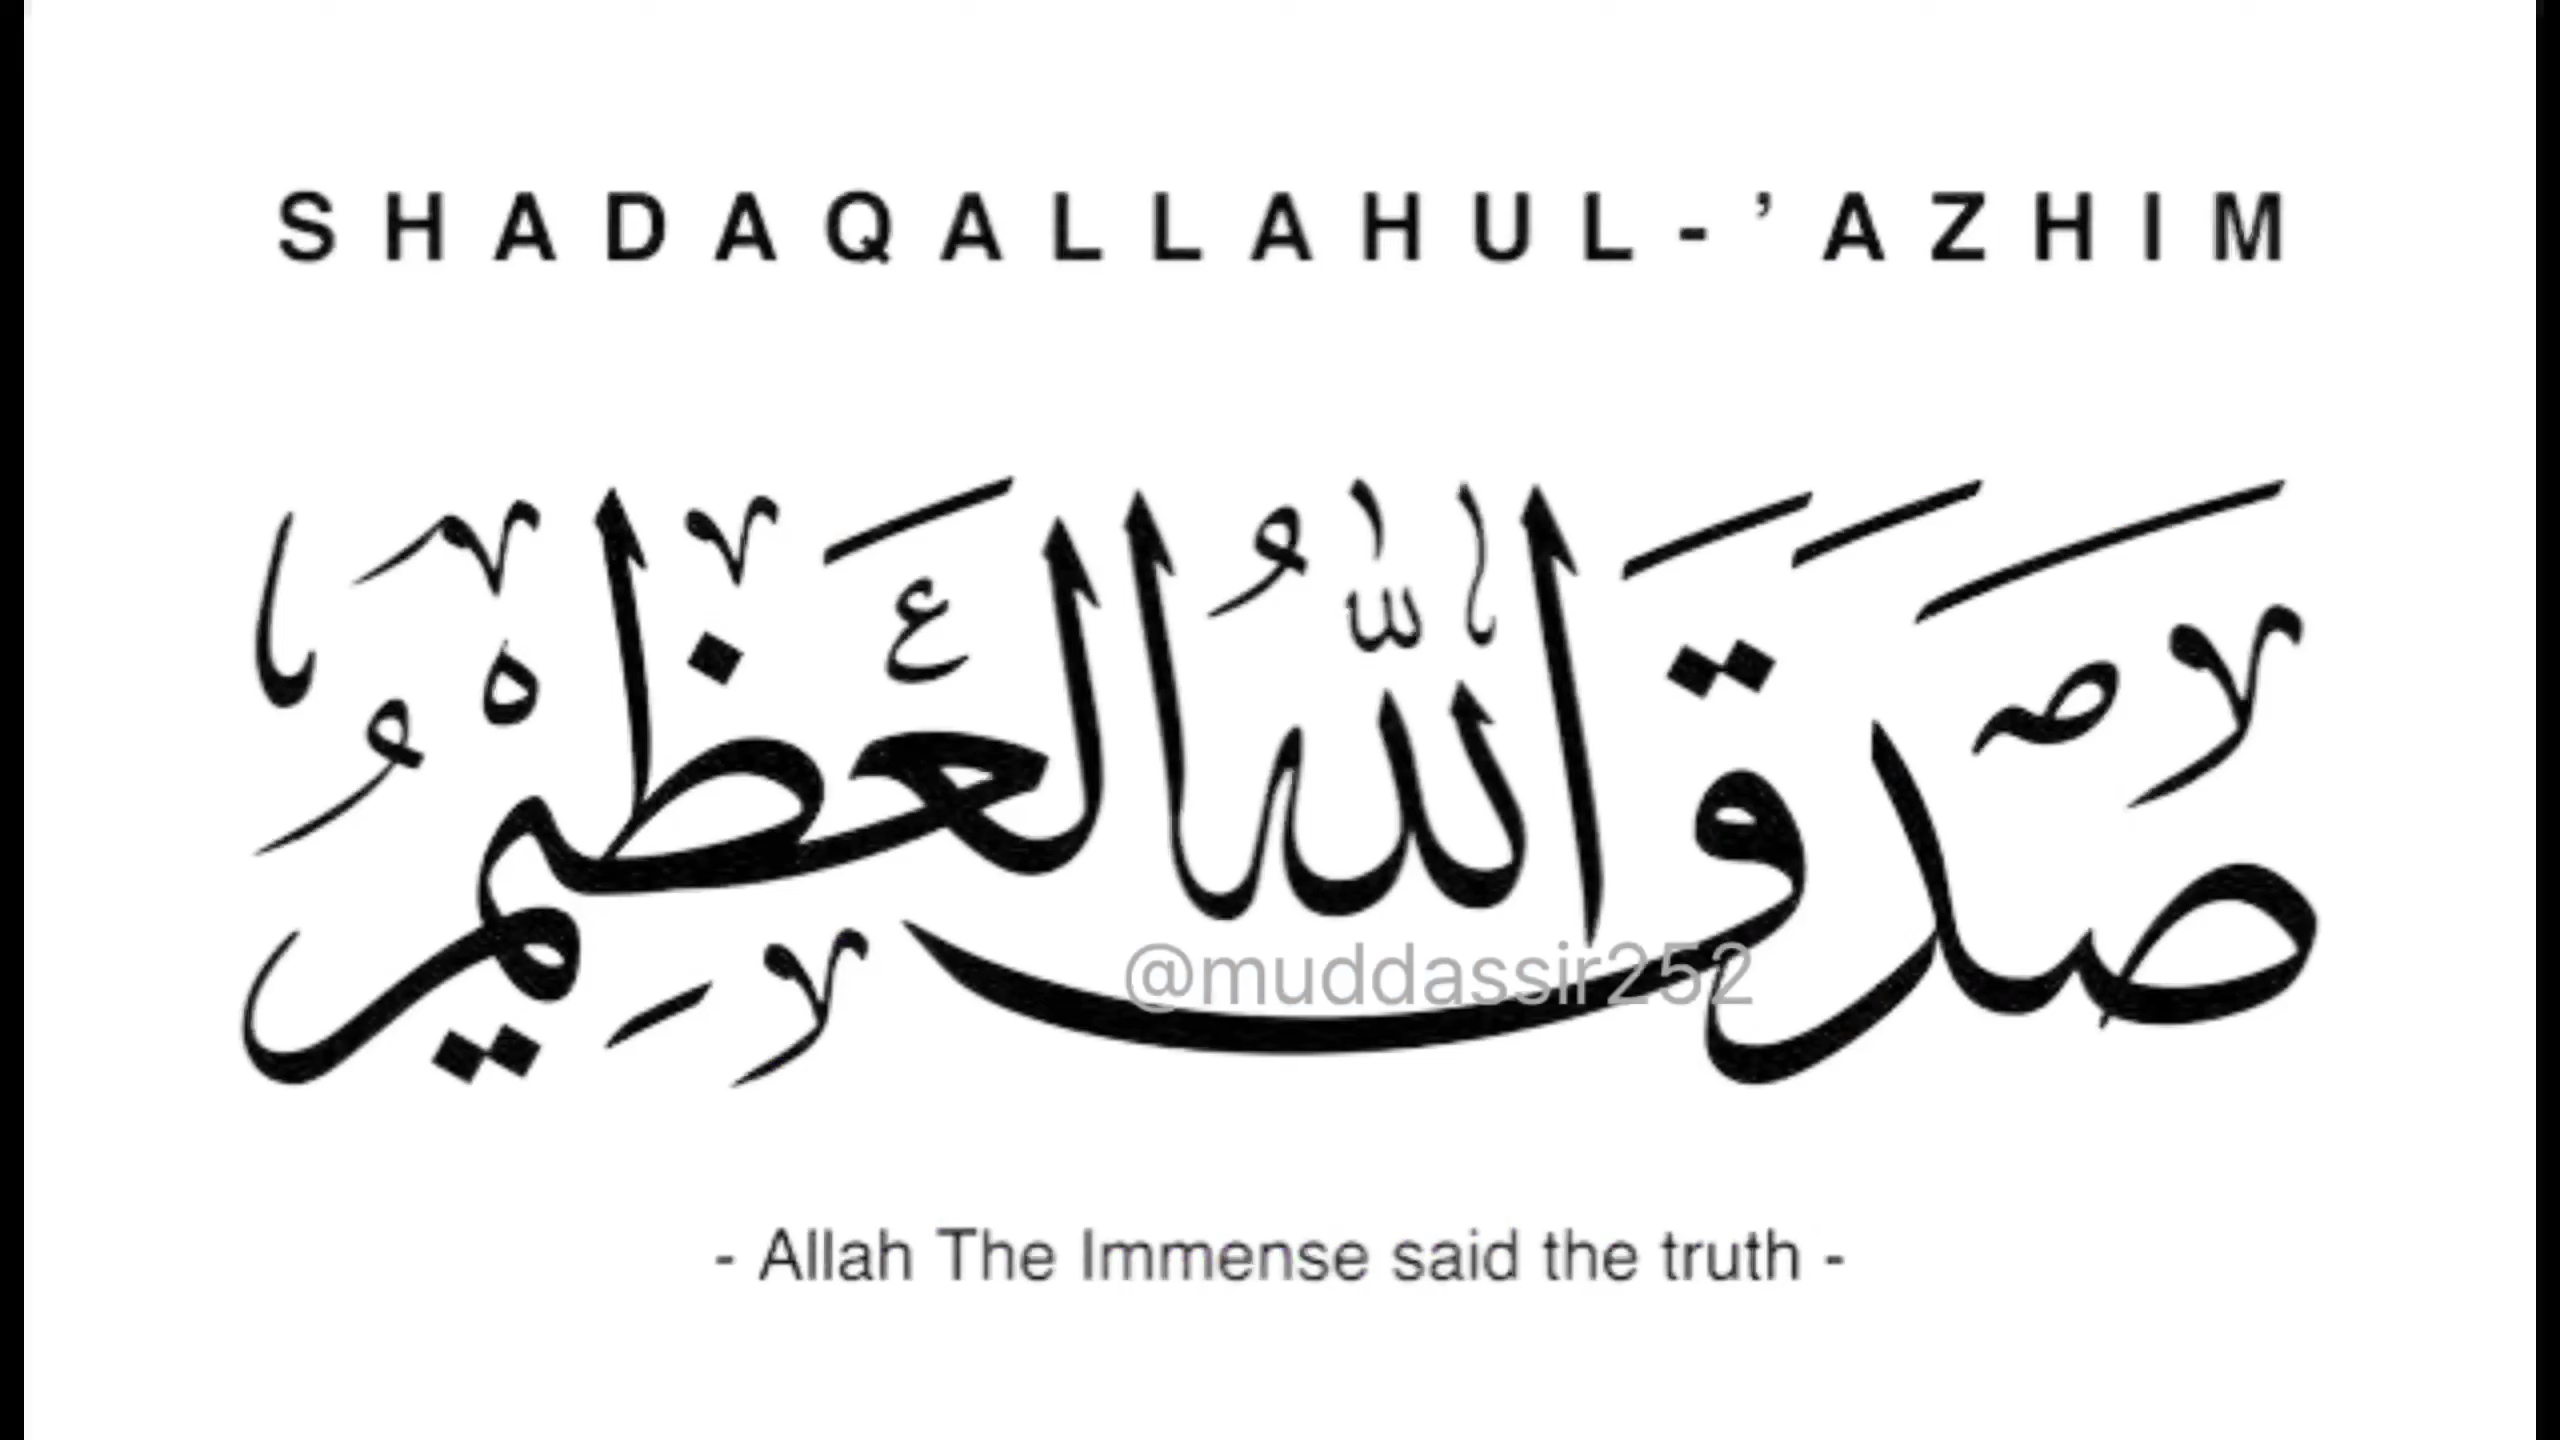 SHADAQALLAHUL-’AZHIM
صَدَقَ اللّٰهُ الْعَظِيْمُ
@muddassir252
- Allah The Immense said the truth -